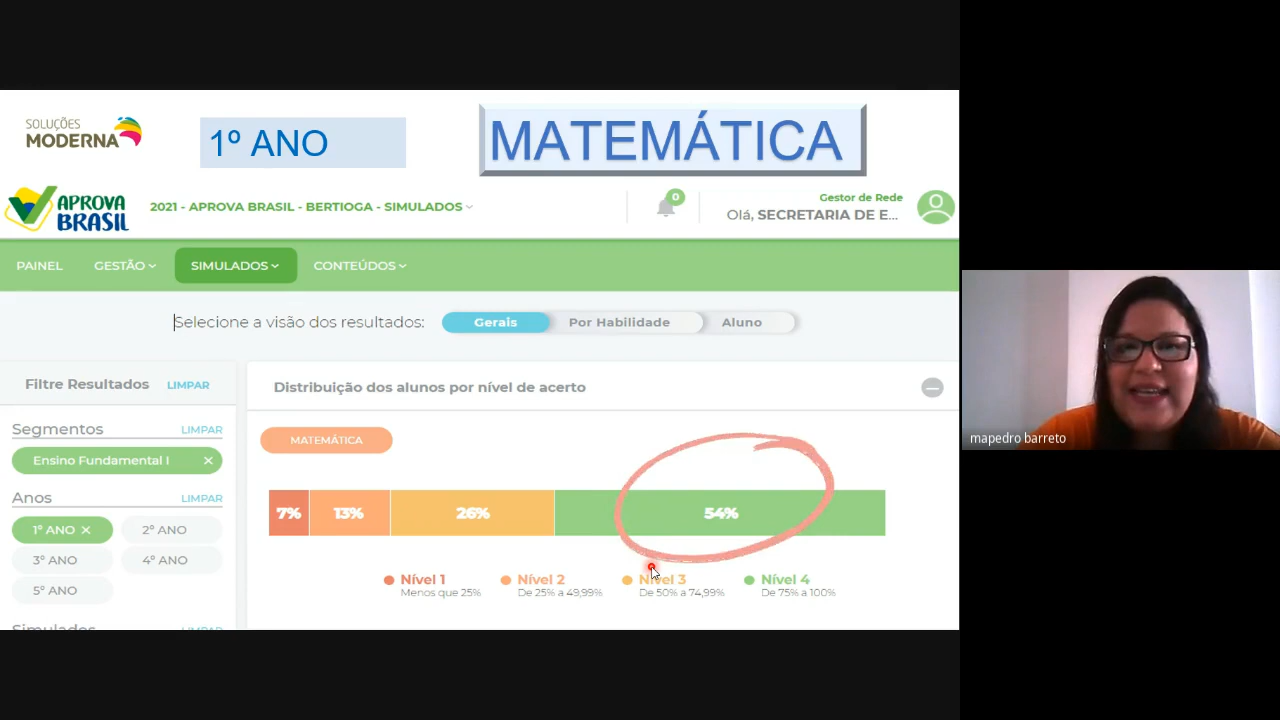 SOLUÇÕES
MODERNA
1º ANO
MATEMÁTICA
APROVA
BRASIL
2021 - APROVA BRASIL - BERTIOGA - SIMULADOS
0
Gestor de Rede
Olá, SECRETARIA DE E...
PAINEL
GESTÃO
SIMULADOS
CONTEÚDOS
Selecione a visão dos resultados:
Gerais
Por Habilidade
Aluno
Filtre Resultados
LIMPAR
Segmentos
LIMPAR
Ensino Fundamental I ×
Anos
LIMPAR
1º ANO ×
2º ANO
3º ANO
4º ANO
5º ANO
Simulados
LIMPAR
Distribuição dos alunos por nível de acerto
MATEMÁTICA
7%
13%
26%
54%
Nível 1
Menos que 25%
Nível 2
De 25% a 49,99%
Nível 3
De 50% a 74,99%
Nível 4
De 75% a 100%
mapedro barreto